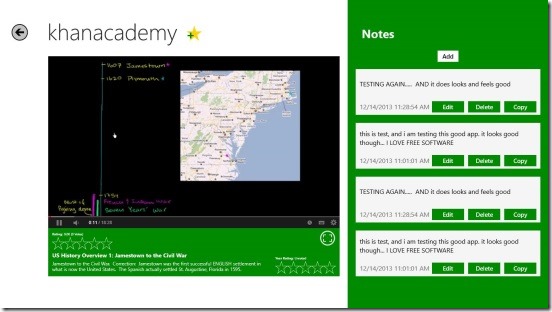 khanacademy
1607 Jamestown
1620 Plymouth
1754
French & Indian War
Seven Years' War
0:11 / 18:28
US History Overview 1: Jamestown to the Civil War
Jamestown to the Civil War. Correction: Jamestown was the first successful ENGLISH settlement in
what is now the United States. The Spanish actually settled St. Augustine, Florida in 1595.
Notes
Add
TESTING AGAIN..... AND it does looks and feels good
12/14/2013 11:28:54 AM Edit Delete Copy
this is test, and i am testing this good app. it looks good
though... I LOVE FREE SOFTWARE
12/14/2013 11:01:01 AM Edit Delete Copy
TESTING AGAIN..... AND it does looks and feels good
12/14/2013 11:28:54 AM Edit Delete Copy
this is test, and i am testing this good app. it looks good
though... I LOVE FREE SOFTWARE
12/14/2013 11:01:01 AM Edit Delete Copy